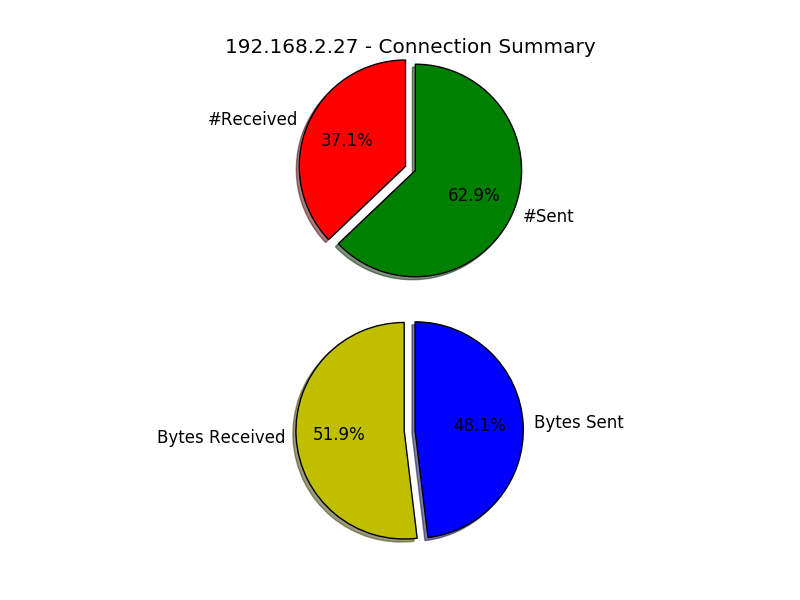 192.168.2.27 - Connection Summary
#Received
37.1%
62.9%
#Sent
Bytes Received
51.9%
48.1%
Bytes Sent